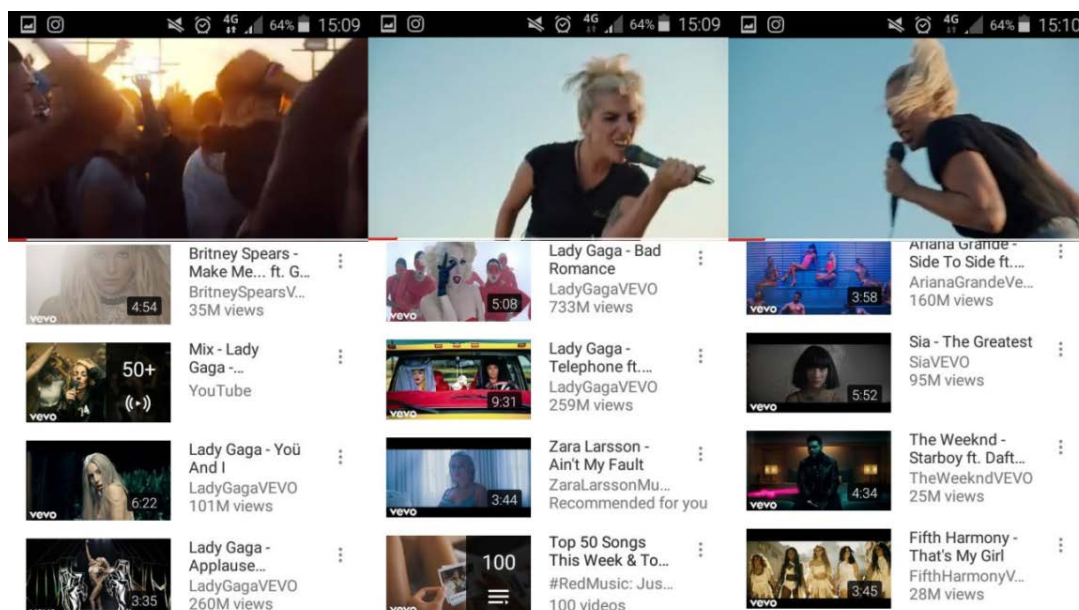 4G
64%
15:09
4G
64%
15:09
4G
64%
15:10
Britney Spears -
Make Me... ft. G...
BritneySpearsV...
35M views
4:54
vevo
Mix - Lady
Gaga -...
YouTube
50+
vevo
Lady Gaga - Yoü
And I
LadyGagaVEVO
101M views
6:22
vevo
Lady Gaga -
Applause...
LadyGagaVEVO
260M views
3:35
vevo
Lady Gaga - Bad
Romance
LadyGagaVEVO
733M views
5:08
vevo
Lady Gaga -
Telephone ft....
LadyGagaVEVO
259M views
9:31
vevo
Zara Larsson -
Ain't My Fault
ZaraLarssonMu...
Recommended for you
3:44
vevo
Top 50 Songs
This Week & To...
#RedMusic: Jus...
100 videos
100
vevo
Ariana Grande -
Side To Side ft....
ArianaGrandeVe...
160M views
3:58
vevo
Sia - The Greatest
SiaVEVO
95M views
5:52
vevo
The Weeknd -
Starboy ft. Daft...
TheWeekndVEVO
25M views
4:34
vevo
Fifth Harmony -
That's My Girl
FifthHarmonyV...
28M views
3:45
vevo